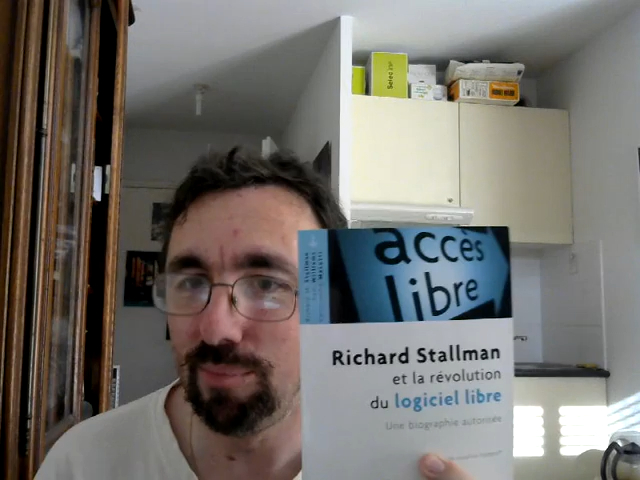 accès
libre
Richard Stallman
et la révolution
du logiciel libre
Une biographie autorisée